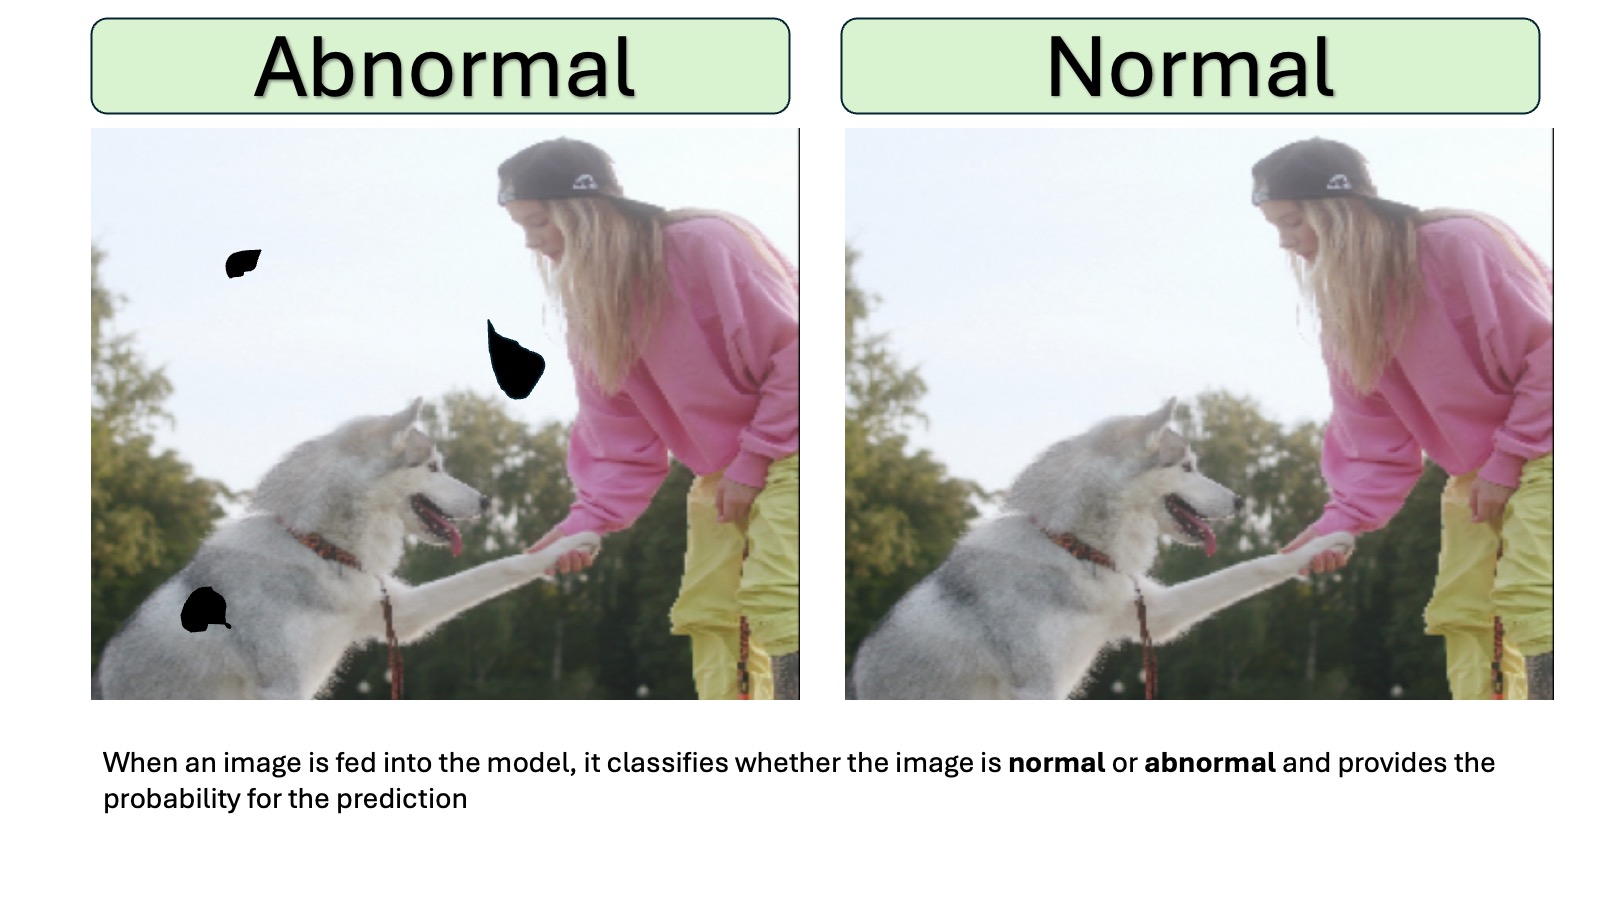 Abnormal
Normal
When an image is fed into the model, it classifies whether the image is normal or abnormal and provides the
probability for the prediction